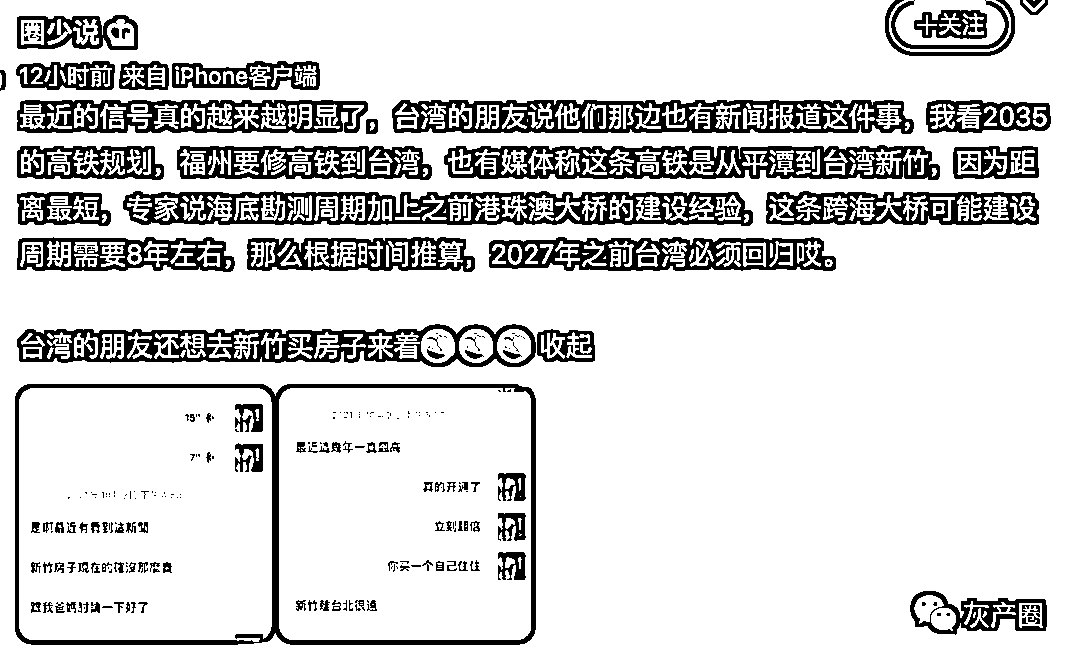 圈少说
+关注
12小时前 来自 iPhone客户端
最近的信号真的越来越明显了，台湾的朋友说他们那边也有新闻报道这件事，我看2035
的高铁规划，福州要修高铁到台湾，也有媒体称这条高铁是从平潭到台湾新竹，因为距
离最短，专家说海底勘测周期加上之前港珠澳大桥的建设经验，这条跨海大桥可能建设
周期需要8年左右，那么根据时间推算，2027年之前台湾必须回归哎。
台湾的朋友还想去新竹买房子来着 收起
15"
7"
是啊最近有看到這新聞
新竹房子現在的確沒那麼貴
跟我爸媽討論一下好了
最近這幾年一直飆高
真的开通了
立刻翻倍
你买一个自己住住
新竹離台北很遠
灰产圈